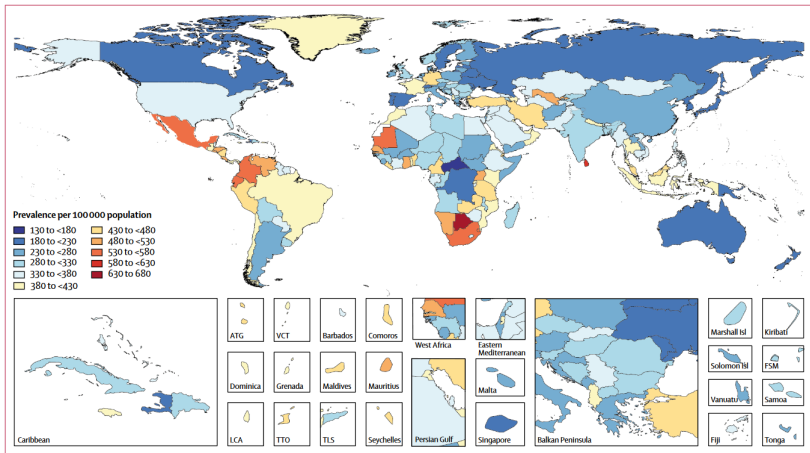 Prevalence per 100 000 population
130 to <180
180 to <230
230 to <280
280 to <330
330 to <380
380 to <430
430 to <480
480 to <530
530 to <580
580 to <630
630 to 680
Caribbean
ATG
VCT
Barbados
Comoros
Dominica
Grenada
Maldives
Mauritius
LCA
TTO
TLS
Seychelles
West Africa
Eastern
Mediterranean
Persian Gulf
Malta
Singapore
Balkan Peninsula
Marshall Isl
Kiribati
Solomon Isl
FSM
Vanuatu
Samoa
Fiji
Tonga